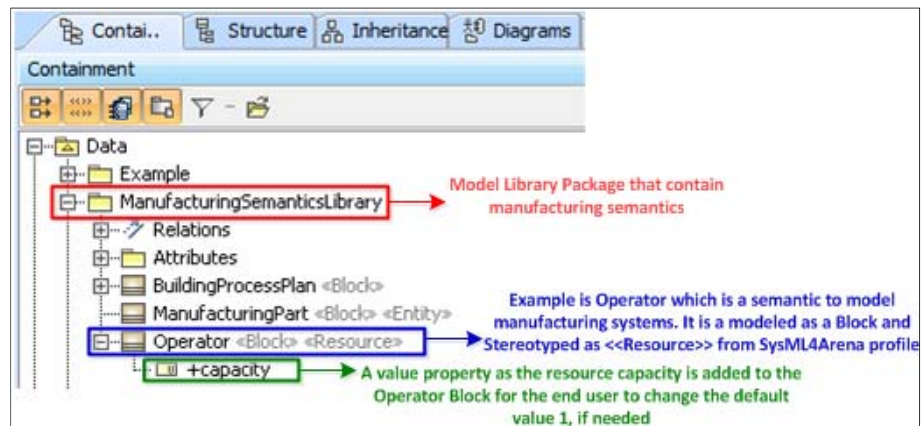 Contai.. Structure Inheritance Diagrams
Containment
Data
Example
ManufacturingSemanticsLibrary
Relations
Attributes
BuildingProcessPlan «Block»
ManufacturingPart «Block» «Entity»
Operator «Block» «Resource»
+capacity
Model Library Package that contain
manufacturing semantics
Example is Operator which is a semantic to model
manufacturing systems. It is a modeled as a Block and
Stereotyped as <<Resource>> from SysML4Arena profile
A value property as the resource capacity is added to the
Operator Block for the end user to change the default
value 1, if needed